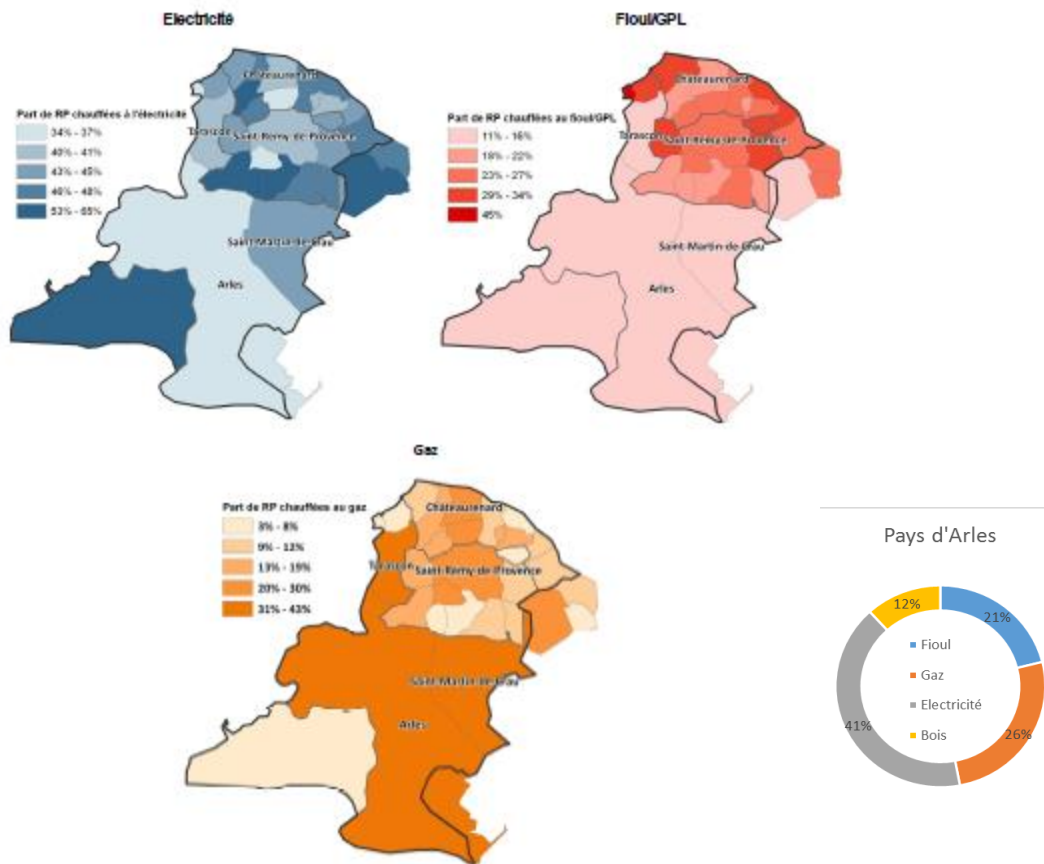 Electricité
Fioul/GPL
Part de RP chauffées à l'électricité
34% - 37%
40% - 41%
43% - 45%
46% - 48%
53% - 65%
Châteaurenard
Tarascon
Saint-Rémy-de-Provence
Saint-Martin-de-Crau
Arles
Part de RP chauffées au fioul/GPL
11% - 16%
18% - 22%
23% - 27%
29% - 34%
46%
Châteaurenard
Tarascon
Saint-Rémy-de-Provence
Saint-Martin-de-Crau
Arles
Gaz
Part de RP chauffées au gaz
3% - 8%
9% - 12%
13% - 19%
20% - 30%
31% - 43%
Châteaurenard
Tarascon
Saint-Rémy-de-Provence
Saint-Martin-de-Crau
Arles
Pays d'Arles
12%
21%
Fioul
Gaz
Electricité
Bois
41%
26%